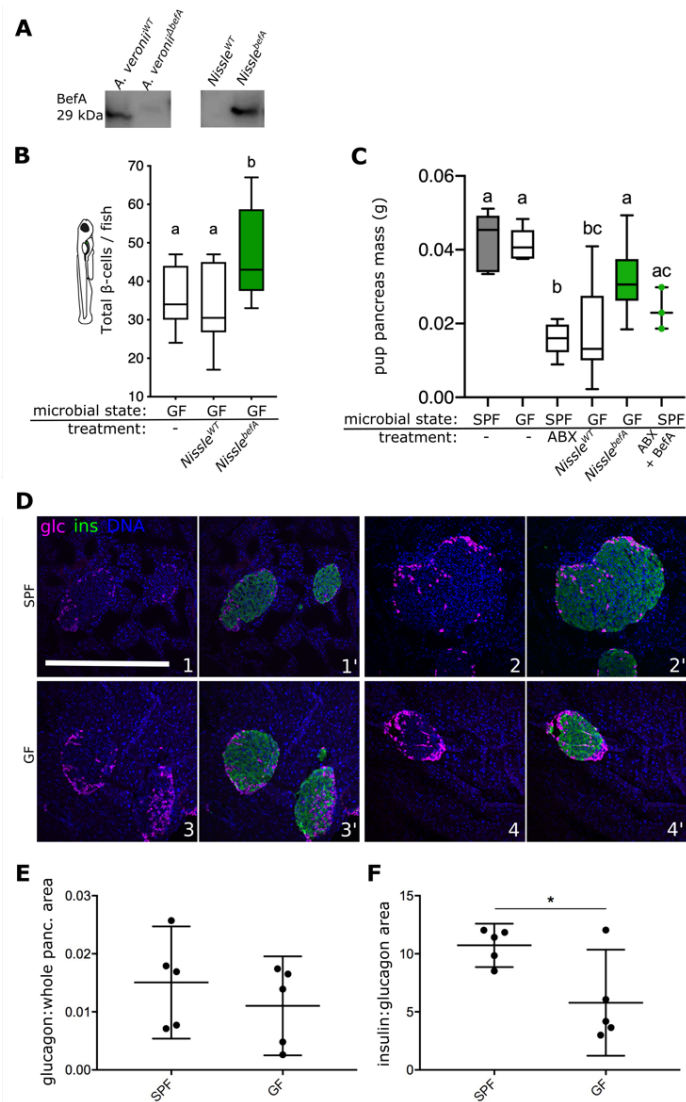 A
A. veronii^WT
A. veronii^ΔbefA
Nissle^WT
Nissle^befA
BefA
29 kDa
B
Total β-cells / fish
70
60
50
40
30
20
10
a
a
b
microbial state: GF GF GF
treatment: - Nissle^WT Nissle^befA
C
pup pancreas mass (g)
0.06
0.04
0.02
0.00
a
a
b
bc
a
ac
microbial state: SPF GF SPF GF GF SPF
treatment: - - ABX Nissle^WT Nissle^befA ABX + BefA
D
glc ins DNA
SPF
1
1'
2
2'
GF
3
3'
4
4'
E
glucagon:whole panc. area
0.03
0.02
0.01
0.00
SPF
GF
F
insulin:glucagon area
15
10
5
0
*
SPF
GF